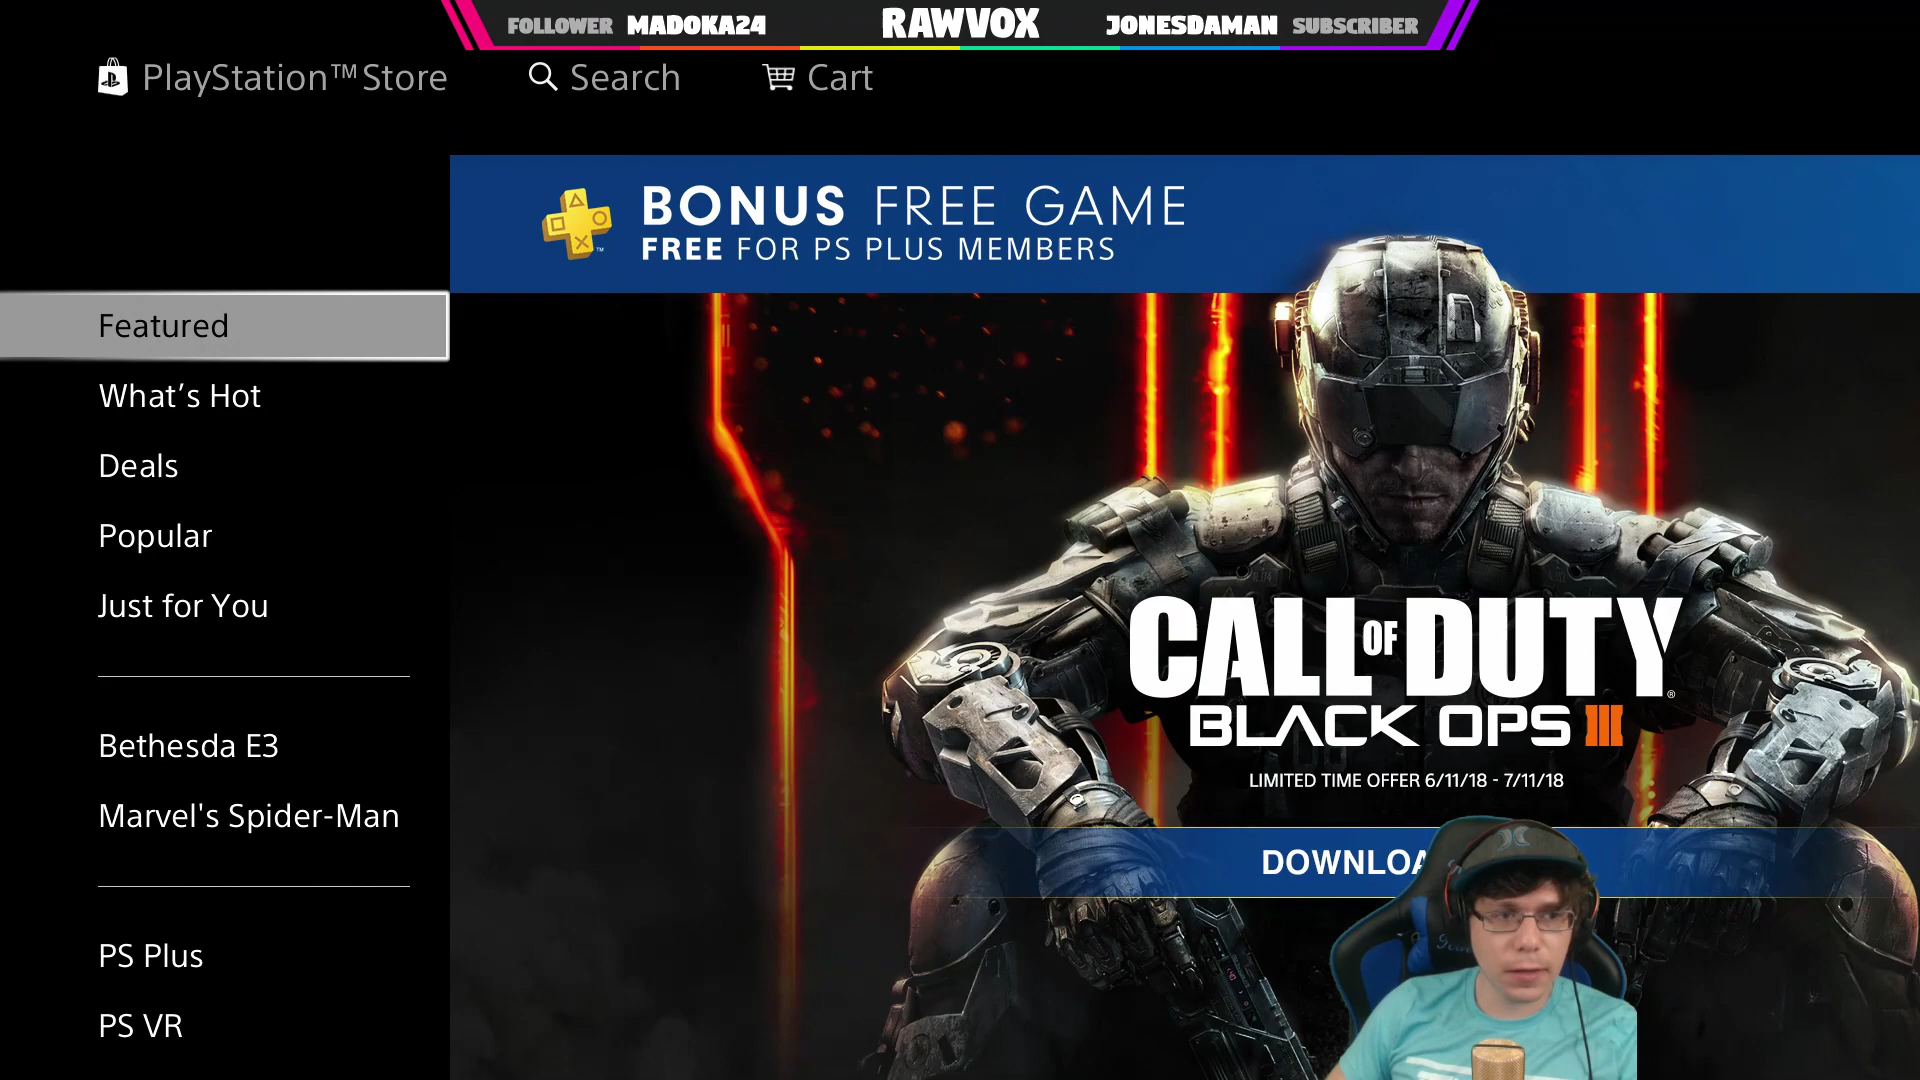 FOLLOWER MADOKA24 RAWVOX JONESDAMAN SUBSCRIBER
PlayStation™Store Search Cart
BONUS FREE GAME
FREE FOR PS PLUS MEMBERS
Featured
What's Hot
Deals
Popular
Just for You
Bethesda E3
Marvel's Spider-Man
PS Plus
PS VR
CALL OF DUTY®
BLACK OPS III
LIMITED TIME OFFER 6/11/18 - 7/11/18
DOWNLOA